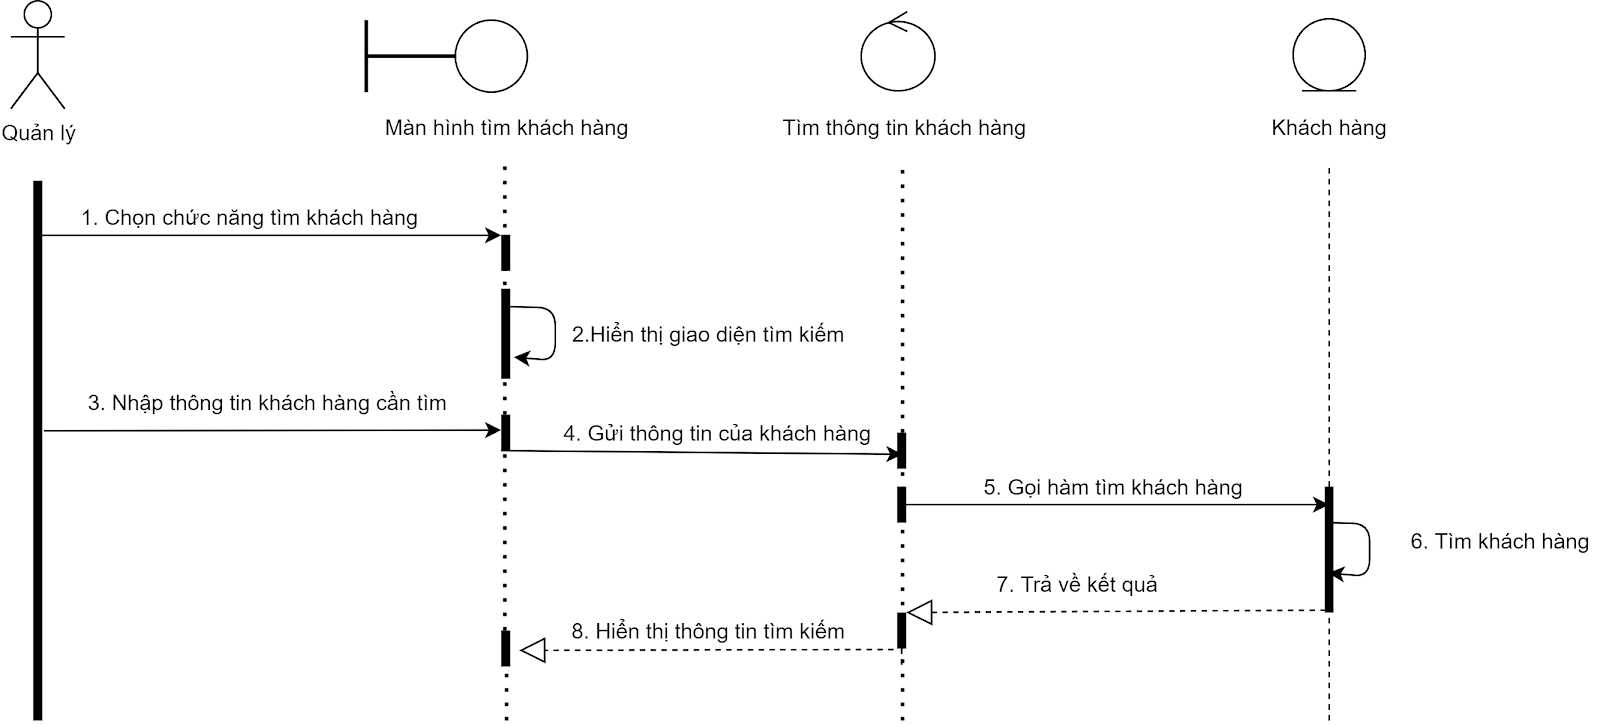 Quản lý
Màn hình tìm khách hàng
Tìm thông tin khách hàng
Khách hàng
1. Chọn chức năng tìm khách hàng
2.Hiển thị giao diện tìm kiếm
3. Nhập thông tin khách hàng cần tìm
4. Gửi thông tin của khách hàng
5. Gọi hàm tìm khách hàng
6. Tìm khách hàng
7. Trả về kết quả
8. Hiển thị thông tin tìm kiếm